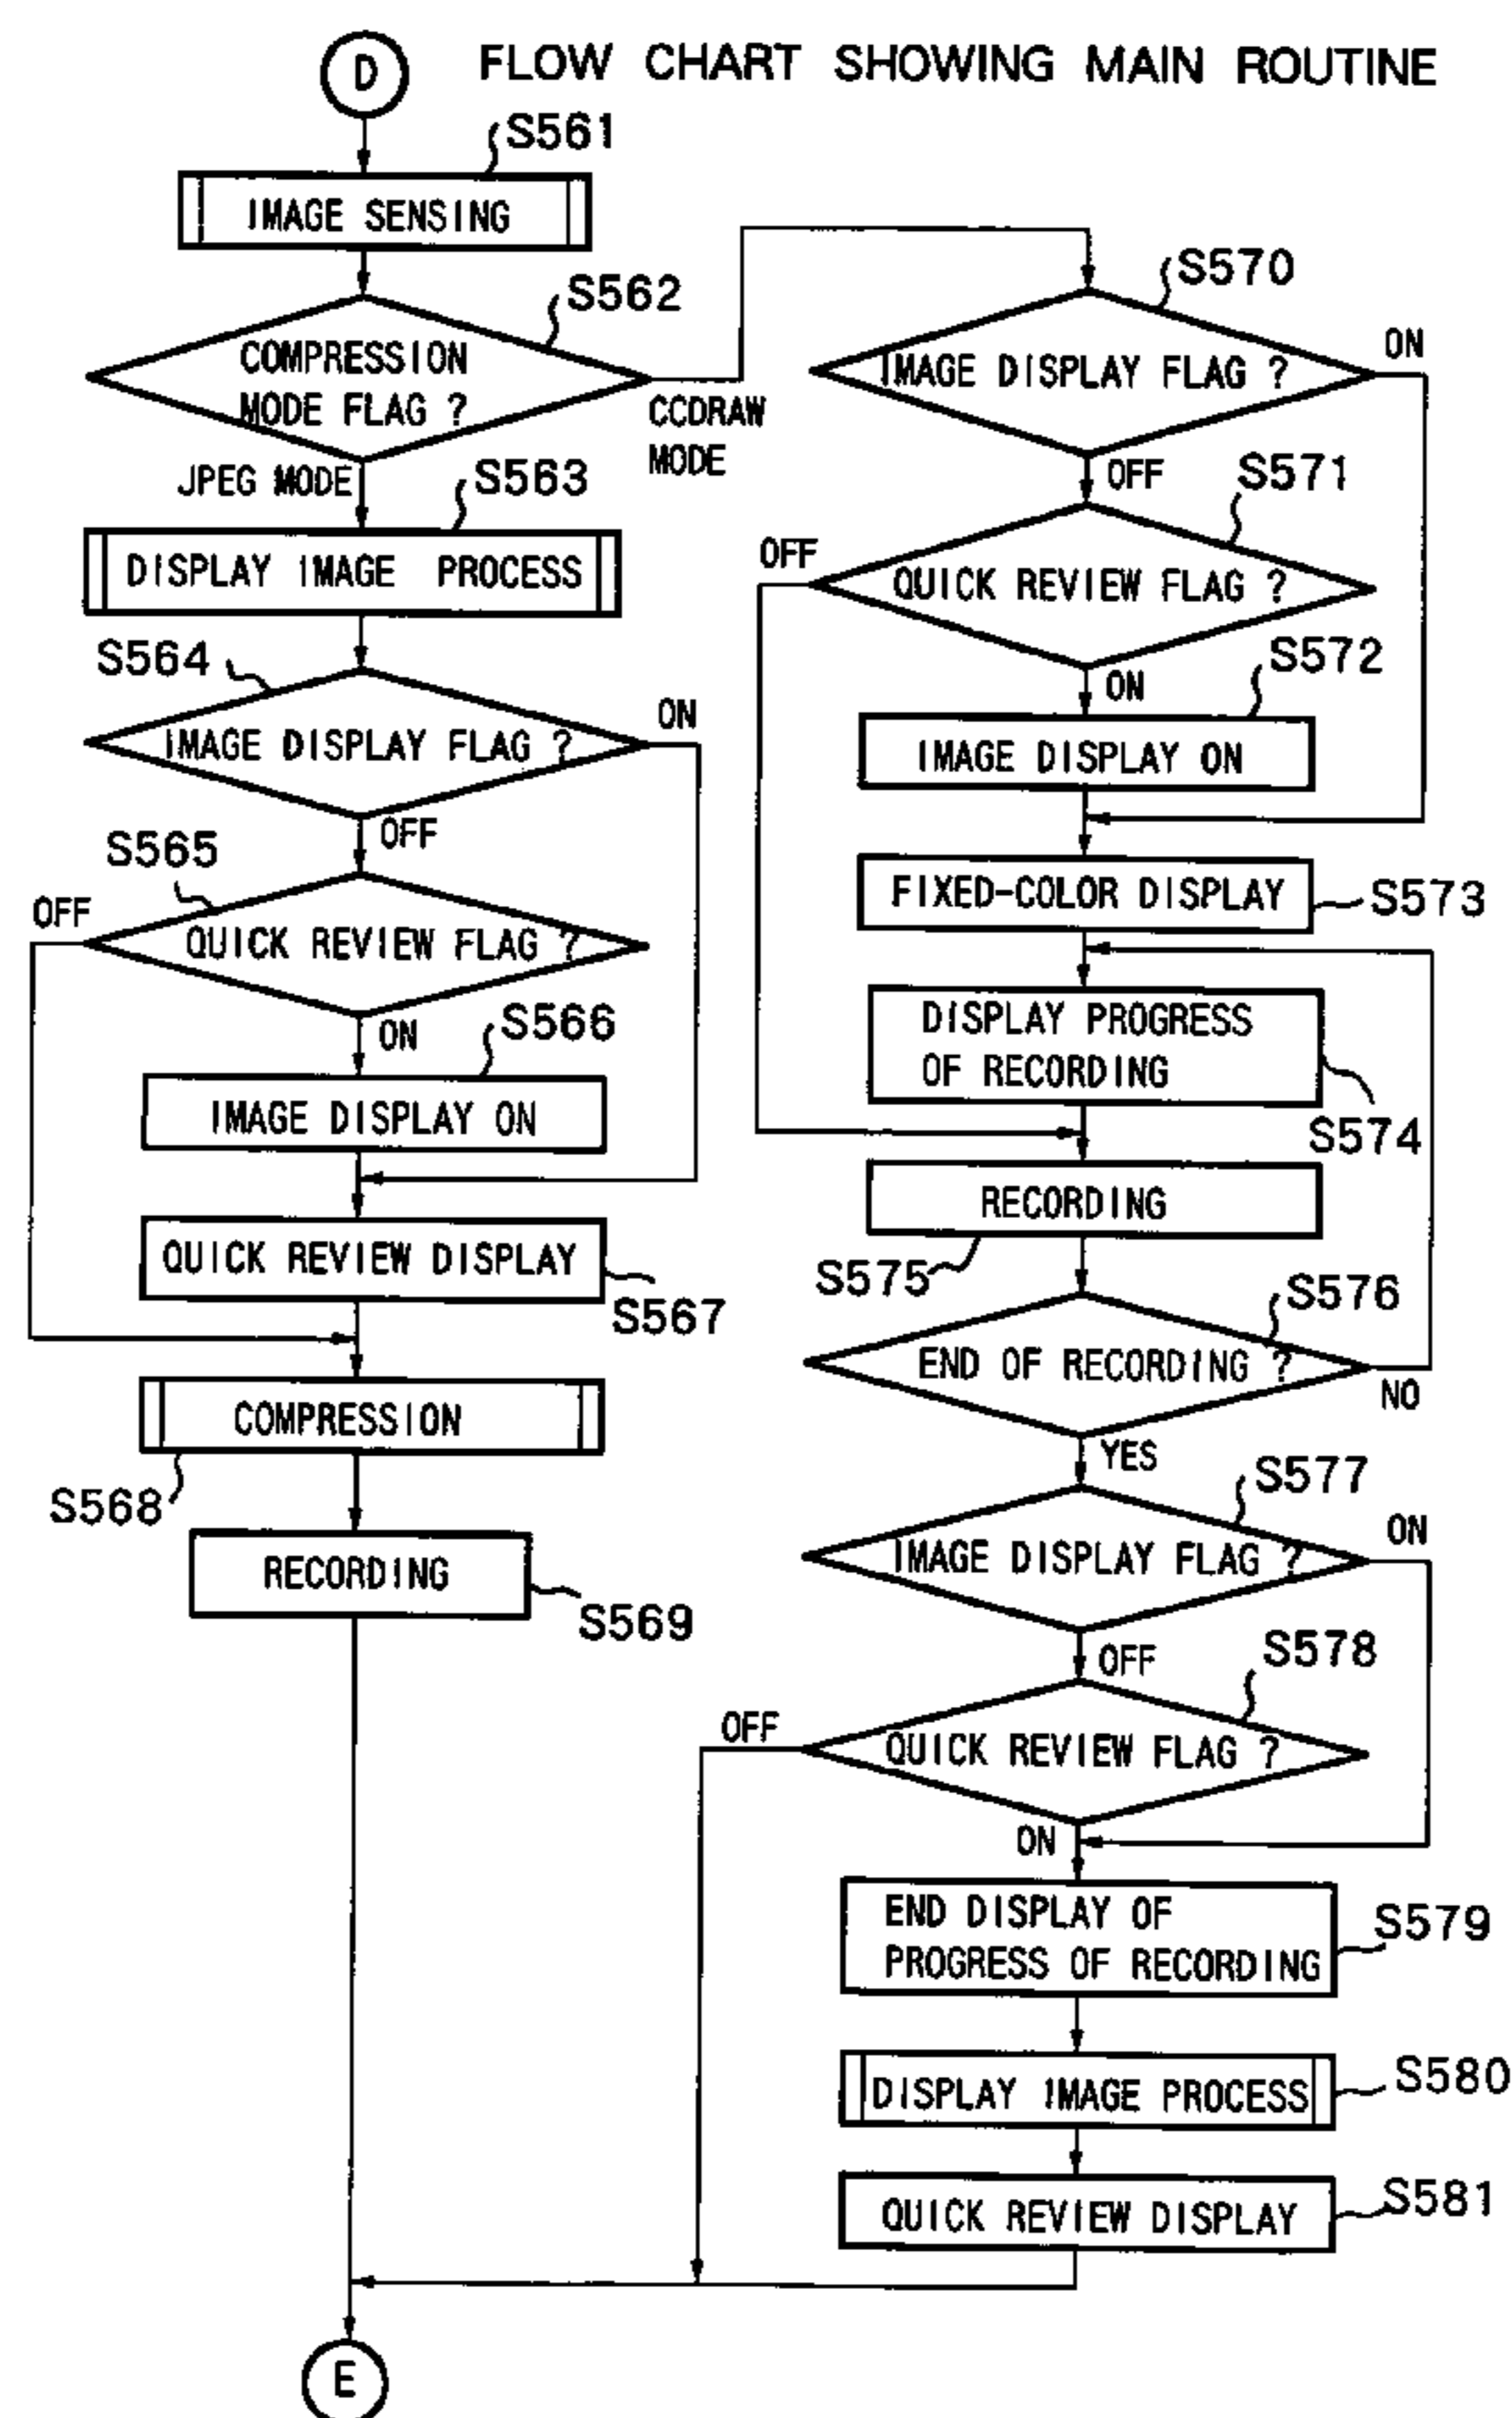 D
FLOW CHART SHOWING MAIN ROUTINE
S561
IMAGE SENSING
S562
COMPRESSION
MODE FLAG ?
CCDRAW
MODE
JPEG MODE
S563
DISPLAY IMAGE PROCESS
S564
IMAGE DISPLAY FLAG ?
ON
OFF
S565
OFF
QUICK REVIEW FLAG ?
ON
S566
IMAGE DISPLAY ON
QUICK REVIEW DISPLAY
S567
COMPRESSION
S568
RECORDING
S569
S570
IMAGE DISPLAY FLAG ?
ON
OFF
S571
OFF
QUICK REVIEW FLAG ?
S572
ON
IMAGE DISPLAY ON
FIXED-COLOR DISPLAY
S573
DISPLAY PROGRESS
OF RECORDING
S574
RECORDING
S575
S576
END OF RECORDING ?
NO
YES
S577
ON
IMAGE DISPLAY FLAG ?
OFF
S578
OFF
QUICK REVIEW FLAG ?
ON
END DISPLAY OF
PROGRESS OF RECORDING
S579
DISPLAY IMAGE PROCESS
S580
QUICK REVIEW DISPLAY
S581
E